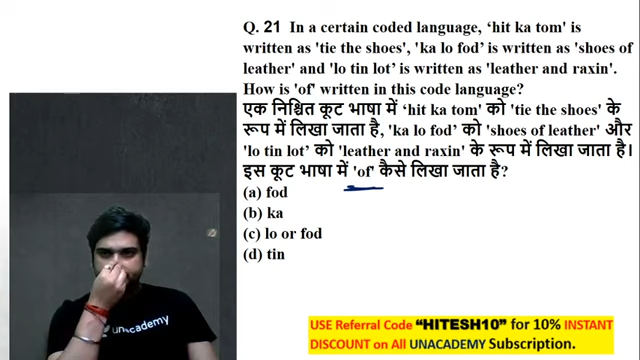 Q. 21 In a certain coded language, ‘hit ka tom' is
written as 'tie the shoes', 'ka lo fod' is written as 'shoes of
leather' and 'lo tin lot’ is written as 'leather and raxin'.
How is 'of' written in this code language?
एक निश्चित कूट भाषा में ‘hit ka tom' को 'tie the shoes' के
रूप में लिखा जाता है, 'ka lo fod’ को 'shoes of leather' और
'lo tin lot’ को 'leather and raxin' के रूप में लिखा जाता है।
इस कूट भाषा में 'of' कैसे लिखा जाता है?
(a) fod
(b) ka
(c) lo or fod
(d) tin
unacademy
USE Referral Code “HITESH10” for 10% INSTANT
DISCOUNT on All UNACADEMY Subscription.